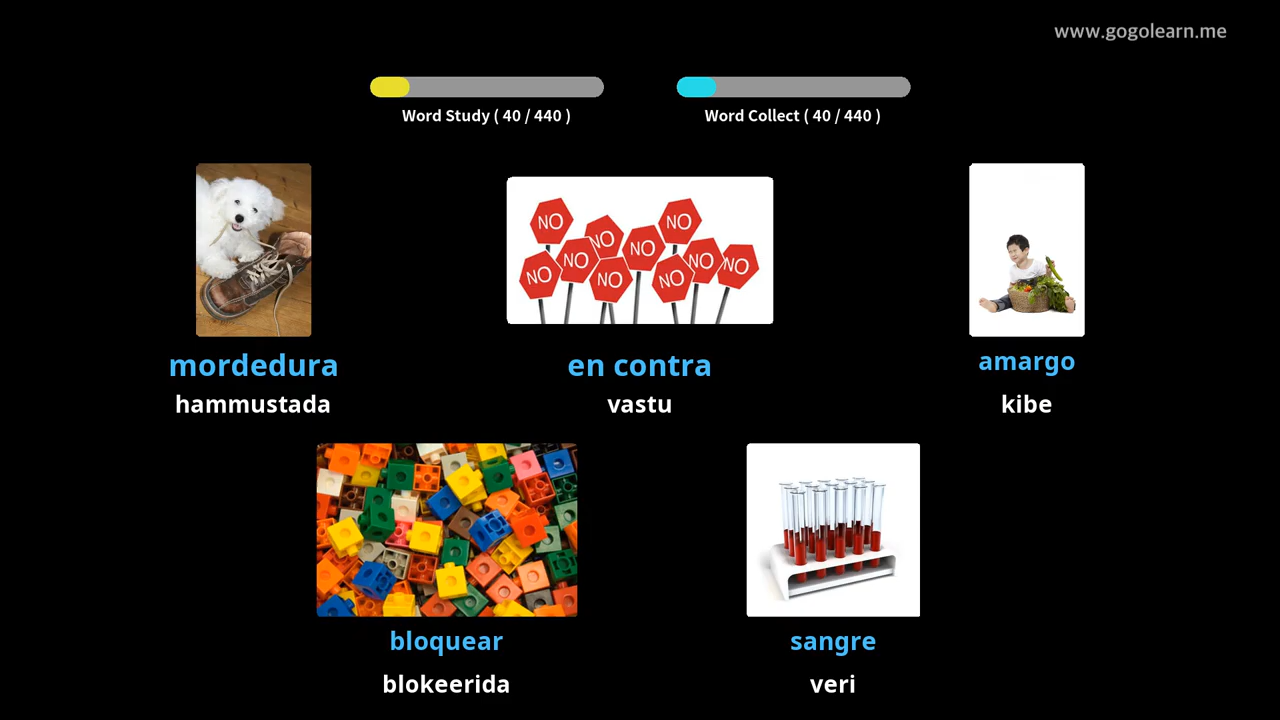 www.gogolearn.me
Word Study ( 40 / 440 )
Word Collect ( 40 / 440 )
NO
NO
NO
NO
NO
NO
NO
NO
NO
NO
mordedura
hammustada
en contra
vastu
amargo
kibe
bloquear
blokeerida
sangre
veri